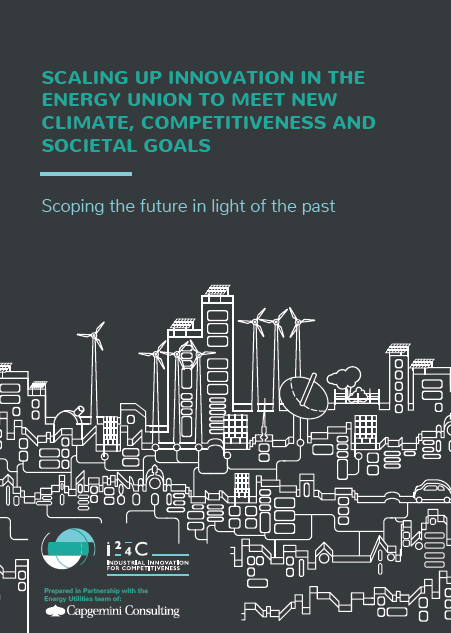 SCALING UP INNOVATION IN THE
ENERGY UNION TO MEET NEW
CLIMATE, COMPETITIVENESS AND
SOCIETAL GOALS
Scoping the future in light of the past
i24C
INDUSTRIAL INNOVATION
FOR COMPETITIVENESS
Prepared in Partnership with the
Energy Utilities team of:
Capgemini Consulting